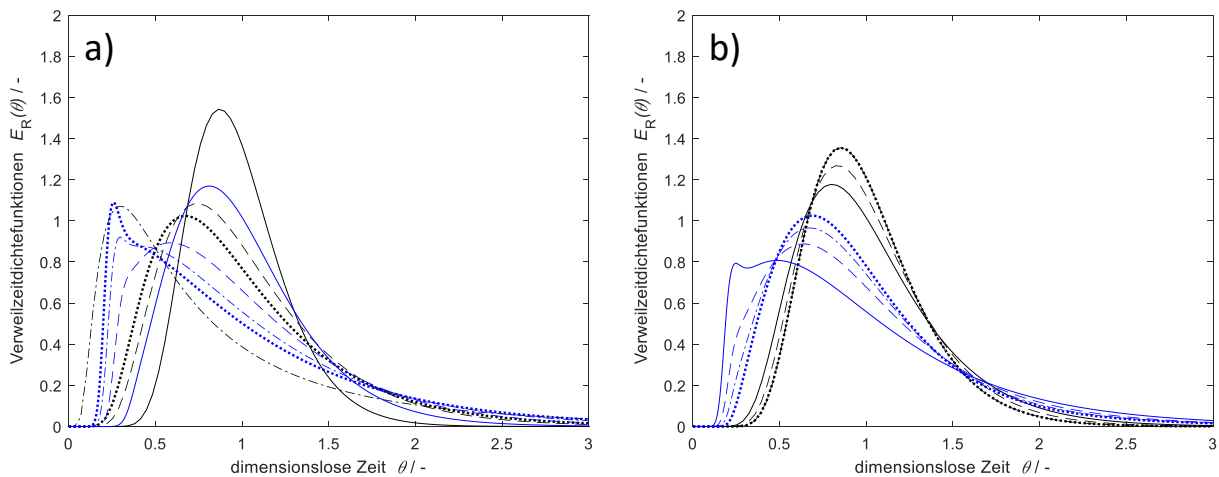 a)
Verweilzeitdichtefunktionen E_R(θ) / -
2
1.8
1.6
1.4
1.2
1
0.8
0.6
0.4
0.2
0
0 0.5 1 1.5 2 2.5 3
dimensionslose Zeit θ / -
b)
Verweilzeitdichtefunktionen E_R(θ) / -
2
1.8
1.6
1.4
1.2
1
0.8
0.6
0.4
0.2
0
0 0.5 1 1.5 2 2.5 3
dimensionslose Zeit θ / -